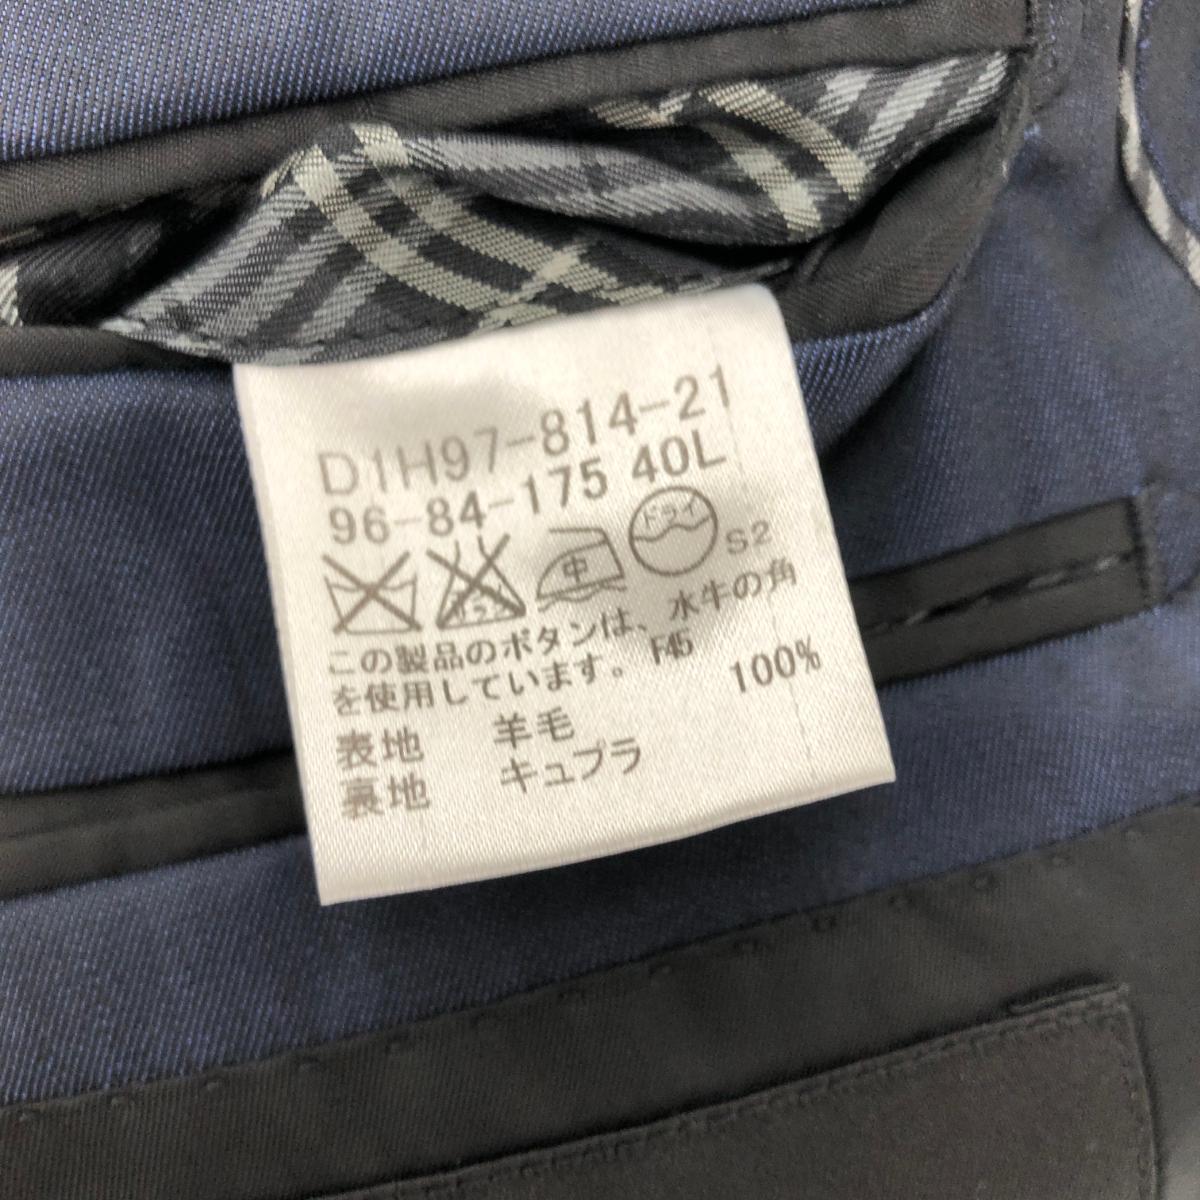 D1H97-814-21
96-84-175 40L
中 ドライ S2
この製品のボタンは、水牛の角
を使用しています。 F45
表地 羊毛 100%
裏地 キュプラ